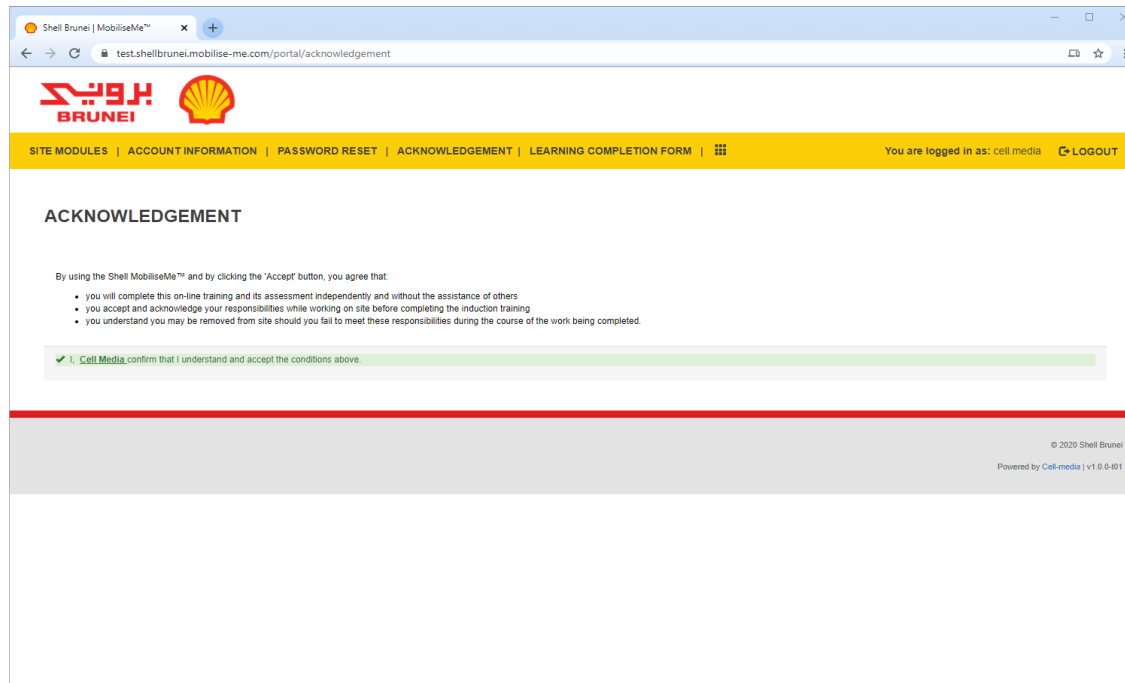 Shell Brunei | MobiliseMe™
test.shellbrunei.mobilise-me.com/portal/acknowledgement
بروني
BRUNEI
SITE MODULES | ACCOUNT INFORMATION | PASSWORD RESET | ACKNOWLEDGEMENT | LEARNING COMPLETION FORM |
You are logged in as: cell.media LOGOUT
ACKNOWLEDGEMENT
By using the Shell MobiliseMe™ and by clicking the 'Accept' button, you agree that:
you will complete this on-line training and its assessment independently and without the assistance of others
you accept and acknowledge your responsibilities while working on site before completing the induction training
you understand you may be removed from site should you fail to meet these responsibilities during the course of the work being completed.
I, Cell Media confirm that I understand and accept the conditions above.
© 2020 Shell Brunei
Powered by Cell-media | v1.0.0-t01